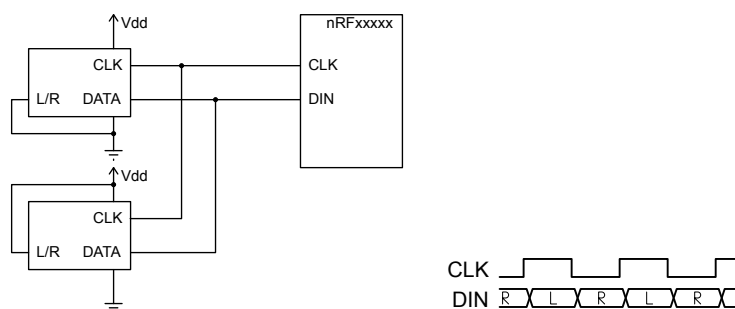 Vdd
nRFxxxxx
CLK
CLK
L/R
DATA
DIN
Vdd
CLK
L/R
DATA
CLK
DIN
R L R L R